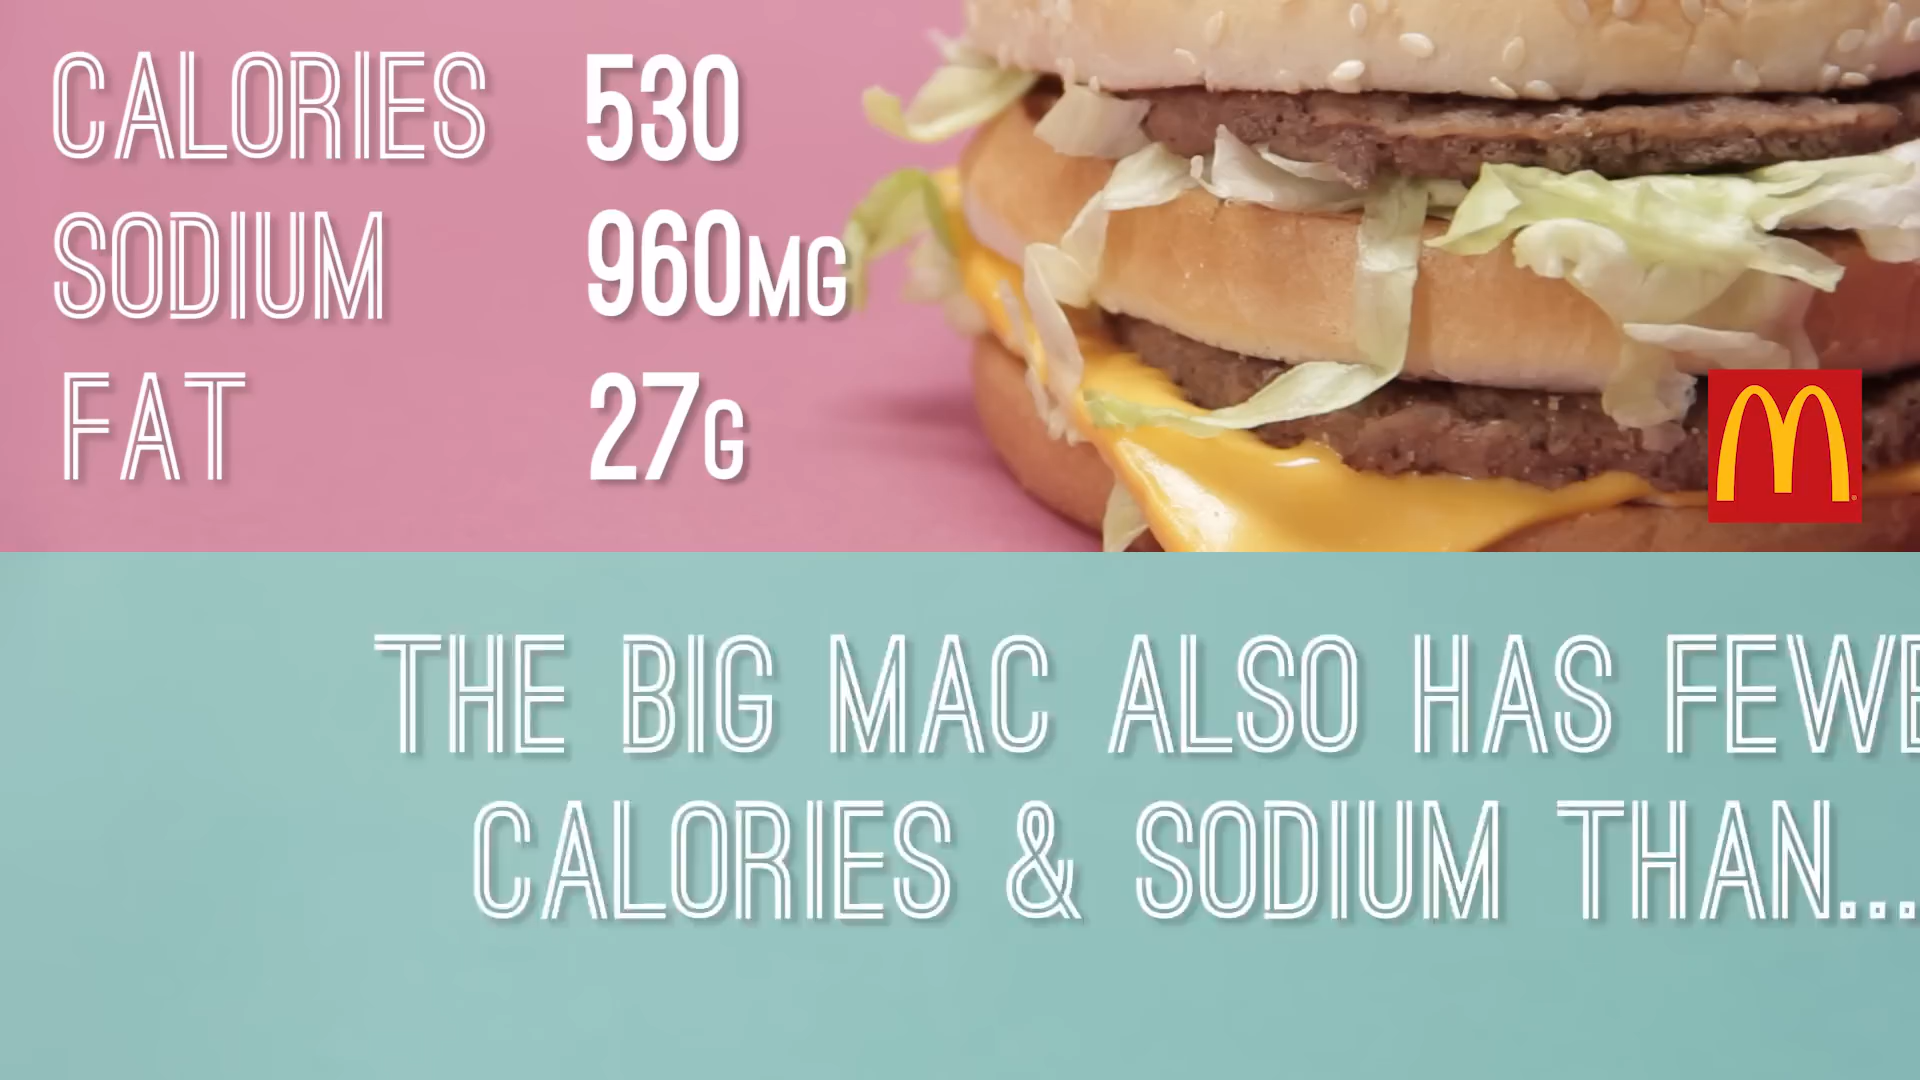 CALORIES 530
SODIUM 960MG
FAT 27G
THE BIG MAC ALSO HAS FEWE
CALORIES & SODIUM THAN...